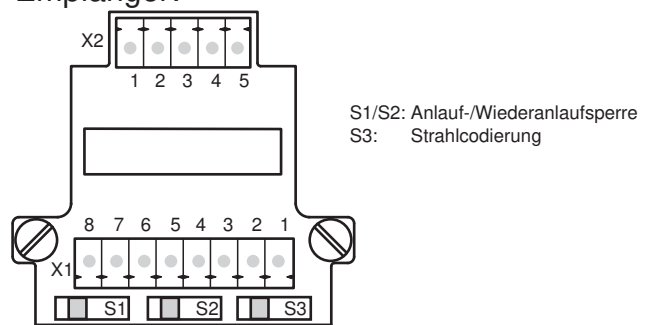 Empfänger:
X2
1 2 3 4 5
S1/S2: Anlauf-/Wiederanlaufsperre
S3: Strahlcodierung
8 7 6 5 4 3 2 1
X1
S1 S2 S3